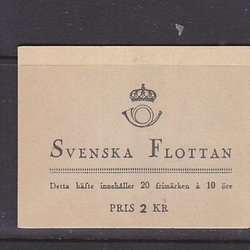 SVENSKA FLOTTAN
Detta häfte innehåller 20 frimärken à 10 öre
PRIS 2 KR